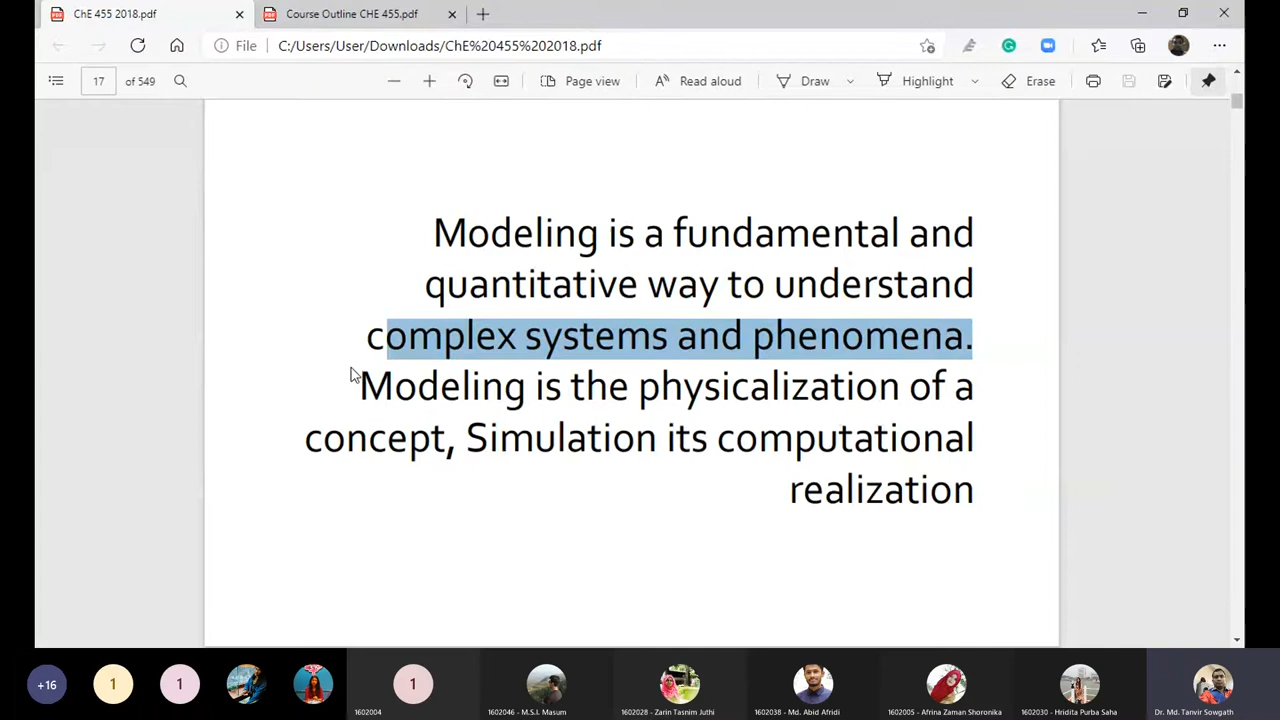 ChE 455 2018.pdf
Course Outline ChE 455.pdf
File
C:/Users/User/Downloads/ChE%20455%202018.pdf
17
of 549
Page view
Read aloud
Draw
Highlight
Erase
Modeling is a fundamental and
quantitative way to understand
complex systems and phenomena.
Modeling is the physicalization of a
concept, Simulation its computational
realization
+16
1
1
1
1602004
1602046 - M.S.I. Masum
1602028 - Zarin Tasnim Juthi
1602038 - Md. Abid Afridi
1602005 - Afrina Zaman Shoronika
1602030 - Hridita Purba Saha
Dr. Md. Tanvir Sowgath